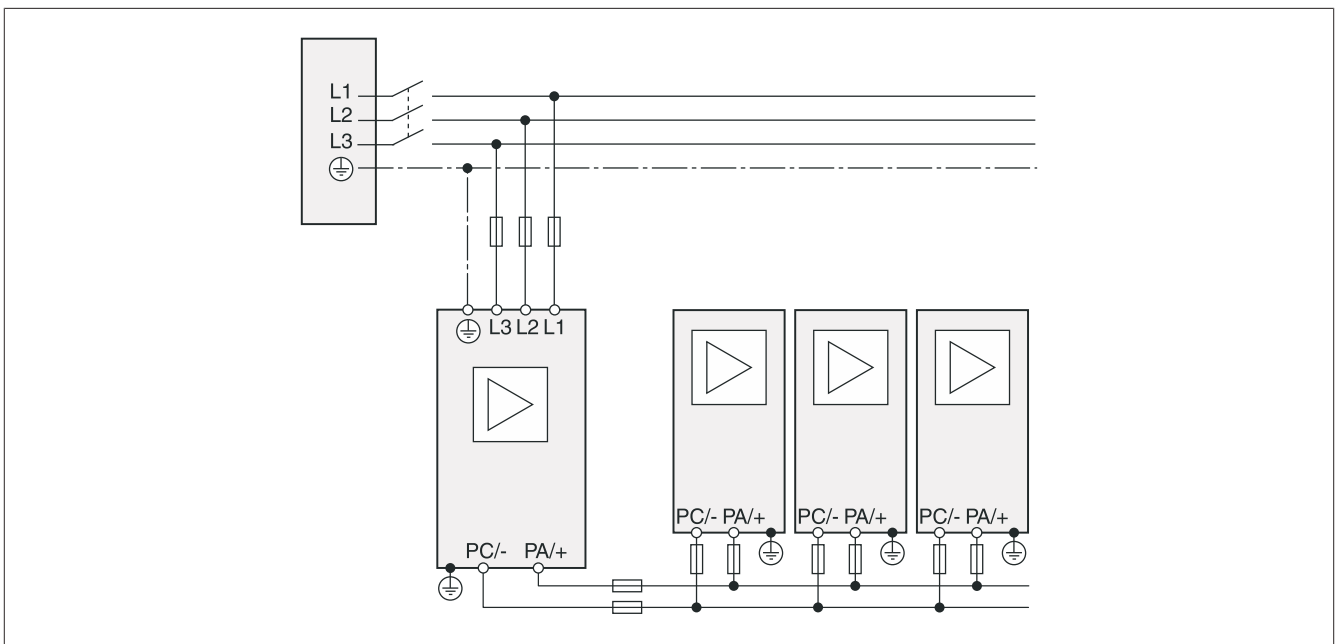 L1
L2
L3
L3 L2 L1
PC/- PA/+
PC/- PA/+
PC/- PA/+
PC/- PA/+